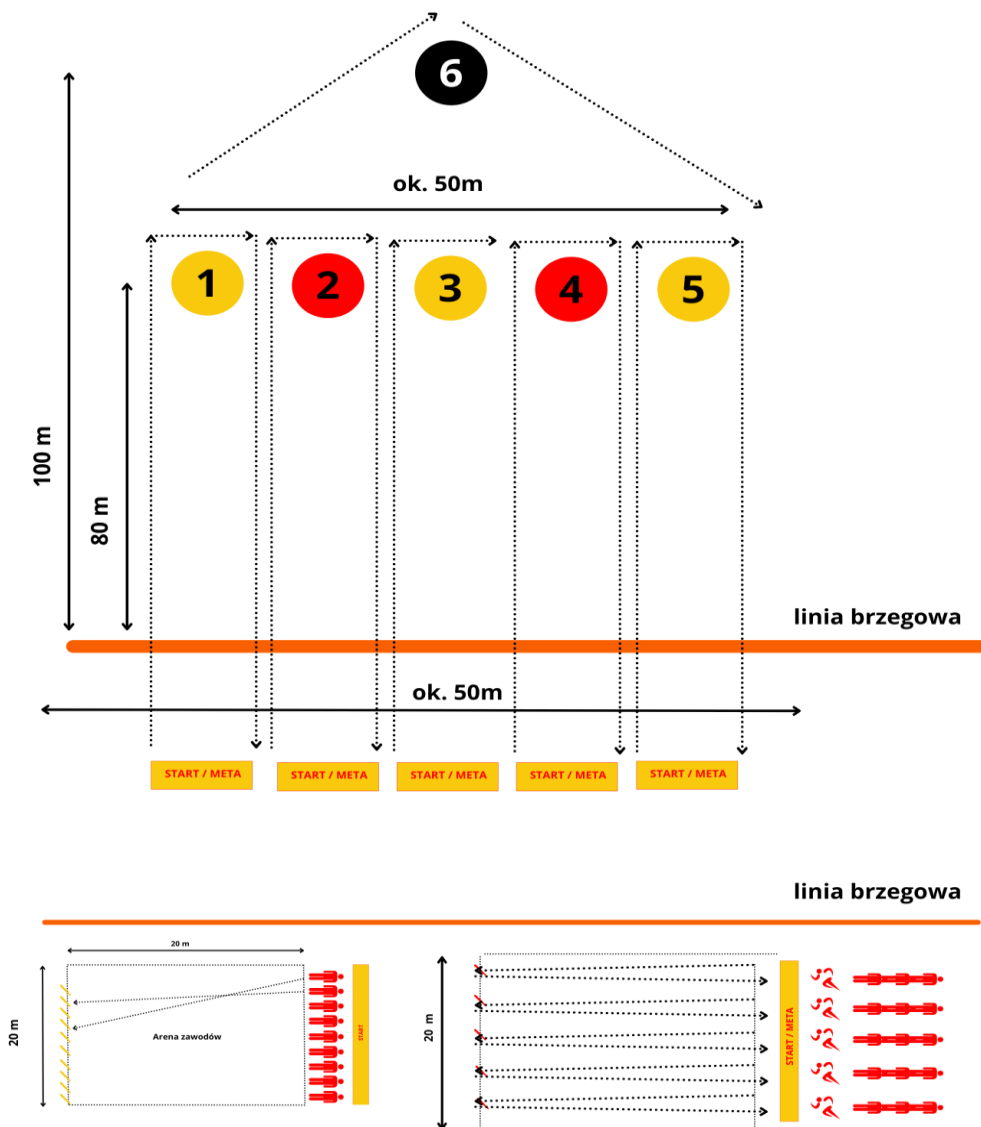 6
ok. 50m
1 2 3 4 5
100 m
80 m
linia brzegowa
ok. 50m
START / META START / META START / META START / META START / META
linia brzegowa
20 m
20 m
Arena zawodów
START
20 m
START / META